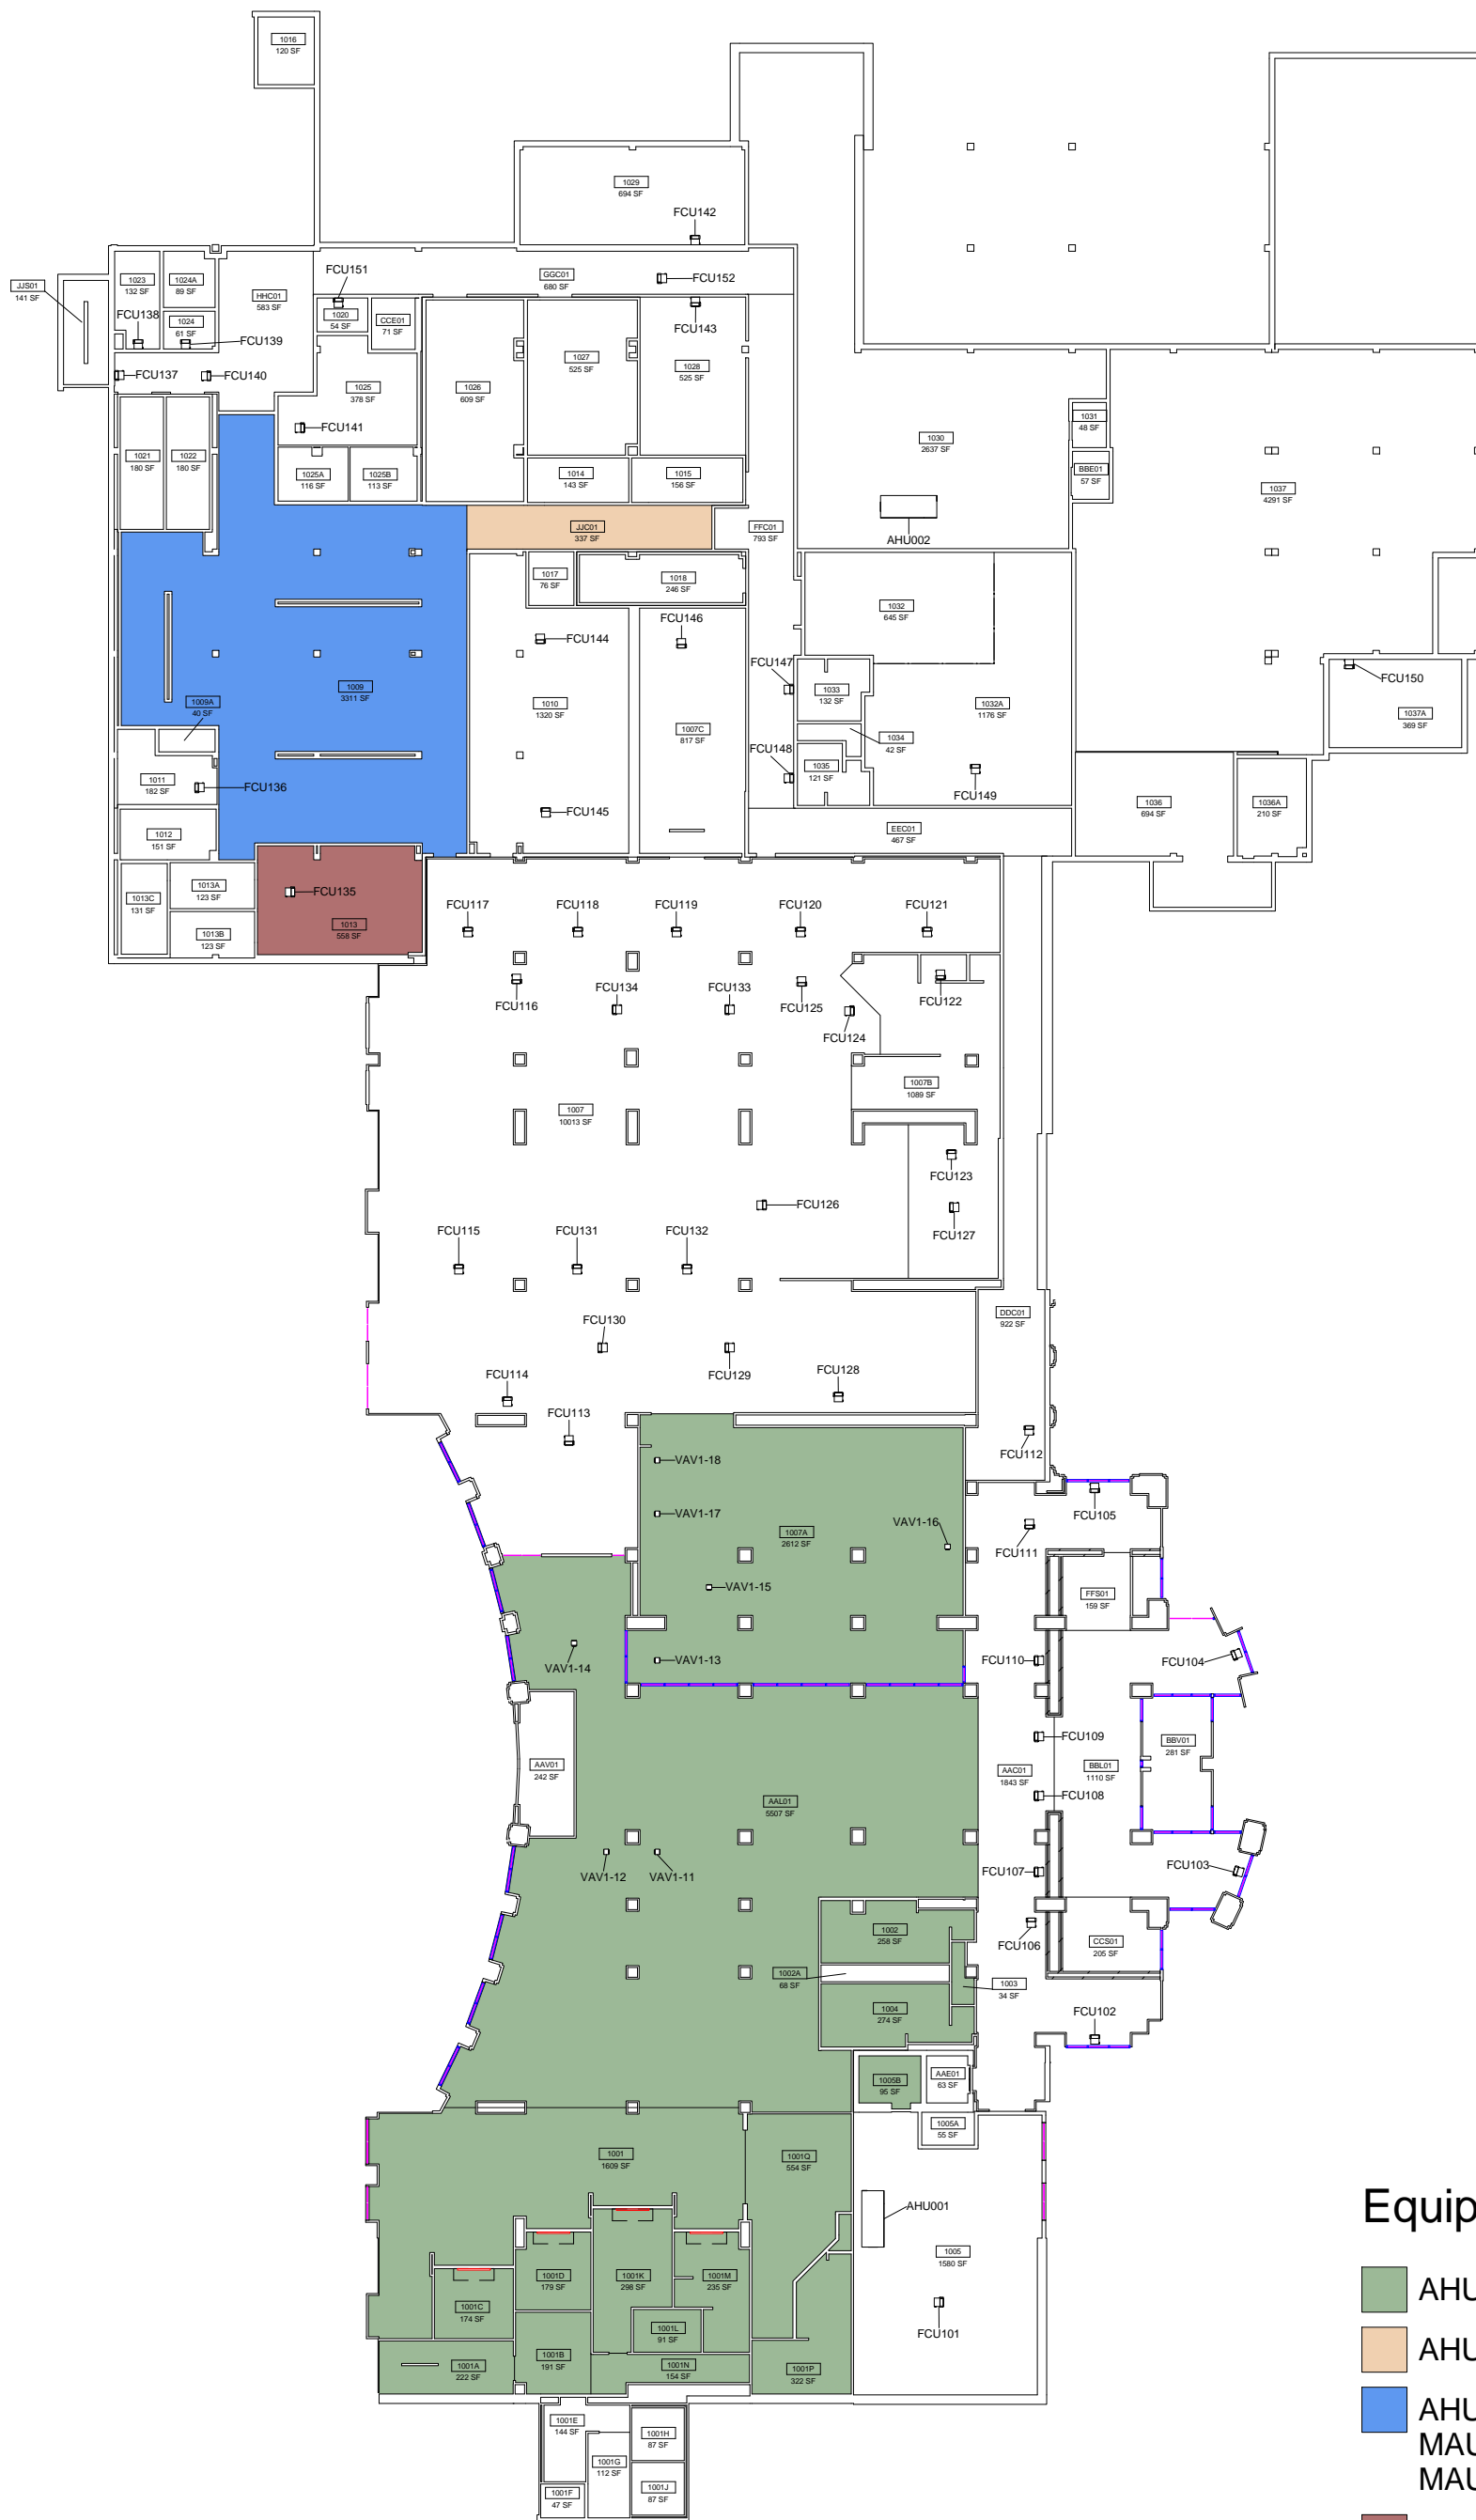 1016
120 SF
1029
694 SF
FCU142
GGC01
680 SF
FCU152
FCU151
JJS01
141 SF
1023
132 SF
1024A
89 SF
HHC01
583 SF
FCU138
1024
61 SF
FCU139
1020
54 SF
CCE01
71 SF
FCU143
1027
525 SF
1028
525 SF
FCU137
FCU140
1025
378 SF
1026
609 SF
FCU141
1031
48 SF
1030
2637 SF
1021
180 SF
1022
180 SF
1025A
116 SF
1025B
113 SF
1014
143 SF
1015
156 SF
BBE01
57 SF
1037
4291 SF
JJC01
337 SF
FFC01
793 SF
AHU002
1017
76 SF
1018
246 SF
1032
645 SF
FCU144
FCU146
FCU147
FCU150
1009
3311 SF
1009A
40 SF
1010
1320 SF
1033
132 SF
1032A
1176 SF
1037A
369 SF
1007C
817 SF
1034
42 SF
FCU148
1011
182 SF
FCU136
1035
121 SF
FCU149
FCU145
1036
694 SF
1036A
210 SF
1012
151 SF
EEC01
467 SF
1013A
123 SF
1013C
131 SF
FCU135
1013
558 SF
1013B
123 SF
FCU117
FCU118
FCU119
FCU120
FCU121
FCU116
FCU134
FCU133
FCU125
FCU122
FCU124
1007B
1089 SF
1007
10013 SF
FCU123
FCU126
FCU127
FCU115
FCU131
FCU132
DDC01
922 SF
FCU130
FCU129
FCU114
FCU128
FCU113
FCU112
VAV1-18
VAV1-17
VAV1-16
1007A
2612 SF
FCU105
FCU111
VAV1-15
FFS01
159 SF
VAV1-14
VAV1-13
FCU110
FCU104
FCU109
BBV01
281 SF
AAV01
242 SF
AAC01
1843 SF
BBL01
1110 SF
AAL01
5507 SF
FCU108
VAV1-12
VAV1-11
FCU107
FCU103
1002
258 SF
FCU106
CCS01
205 SF
1002A
68 SF
1003
34 SF
1004
274 SF
FCU102
1005B
95 SF
AAE01
63 SF
1005A
55 SF
1001
1609 SF
1001Q
554 SF
AHU001
1005
1580 SF
1001D
179 SF
1001K
298 SF
1001M
235 SF
1001C
174 SF
FCU101
1001L
91 SF
1001B
191 SF
1001A
222 SF
1001N
154 SF
1001P
322 SF
1001E
144 SF
1001H
87 SF
1001G
112 SF
1001F
47 SF
1001J
87 SF
Equip
AHU
AHU
AHU
MAU
MAU